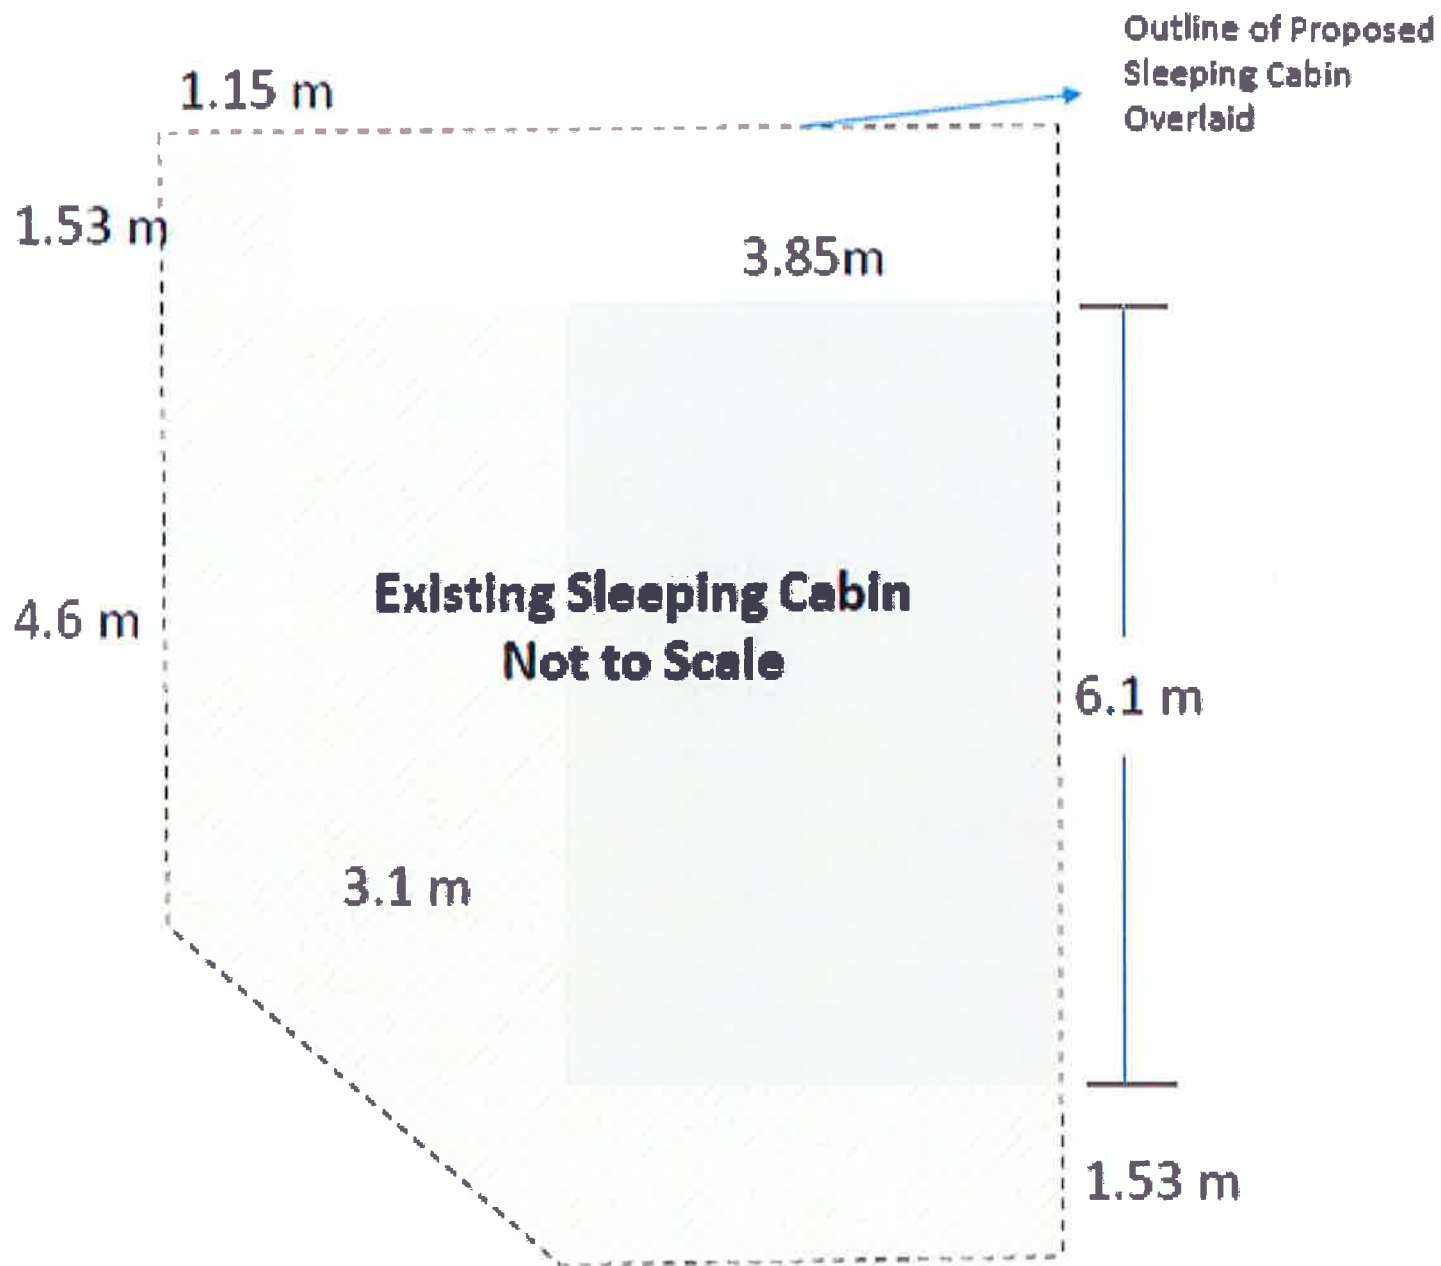 Outline of Proposed
Sleeping Cabin
Overlaid
1.15 m
1.53 m
3.85m
Existing Sleeping Cabin
Not to Scale
4.6 m
6.1 m
3.1 m
1.53 m